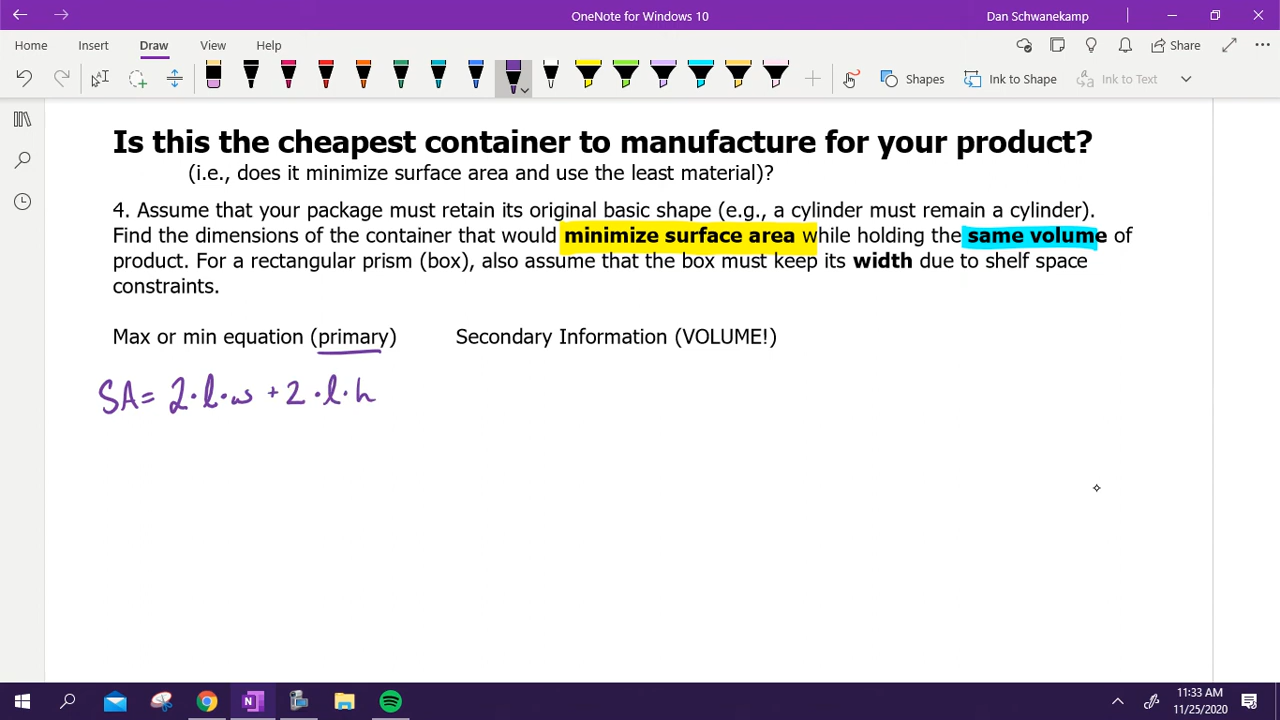 OneNote for Windows 10
Dan Schwanekamp
Home Insert Draw View Help
Share
Shapes Ink to Shape Ink to Text
Is this the cheapest container to manufacture for your product?
(i.e., does it minimize surface area and use the least material)?
4. Assume that your package must retain its original basic shape (e.g., a cylinder must remain a cylinder).
Find the dimensions of the container that would minimize surface area while holding the same volume of
product. For a rectangular prism (box), also assume that the box must keep its width due to shelf space
constraints.
Max or min equation (primary) Secondary Information (VOLUME!)
SA= 2·l·w + 2·l·h
11:33 AM
11/25/2020